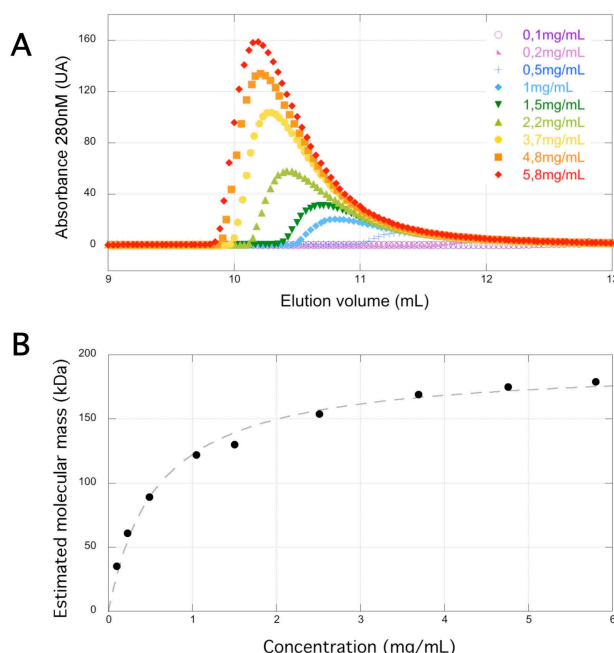 A
Absorbance 280nM (UA)
160
120
80
40
0
9
10
11
12
13
Elution volume (mL)
0,1mg/mL
0,2mg/mL
0,5mg/mL
1mg/mL
1,5mg/mL
2,2mg/mL
3,7mg/mL
4,8mg/mL
5,8mg/mL
B
Estimated molecular mass (kDa)
200
150
100
50
0
0
1
2
3
4
5
6
Concentration (mg/mL)